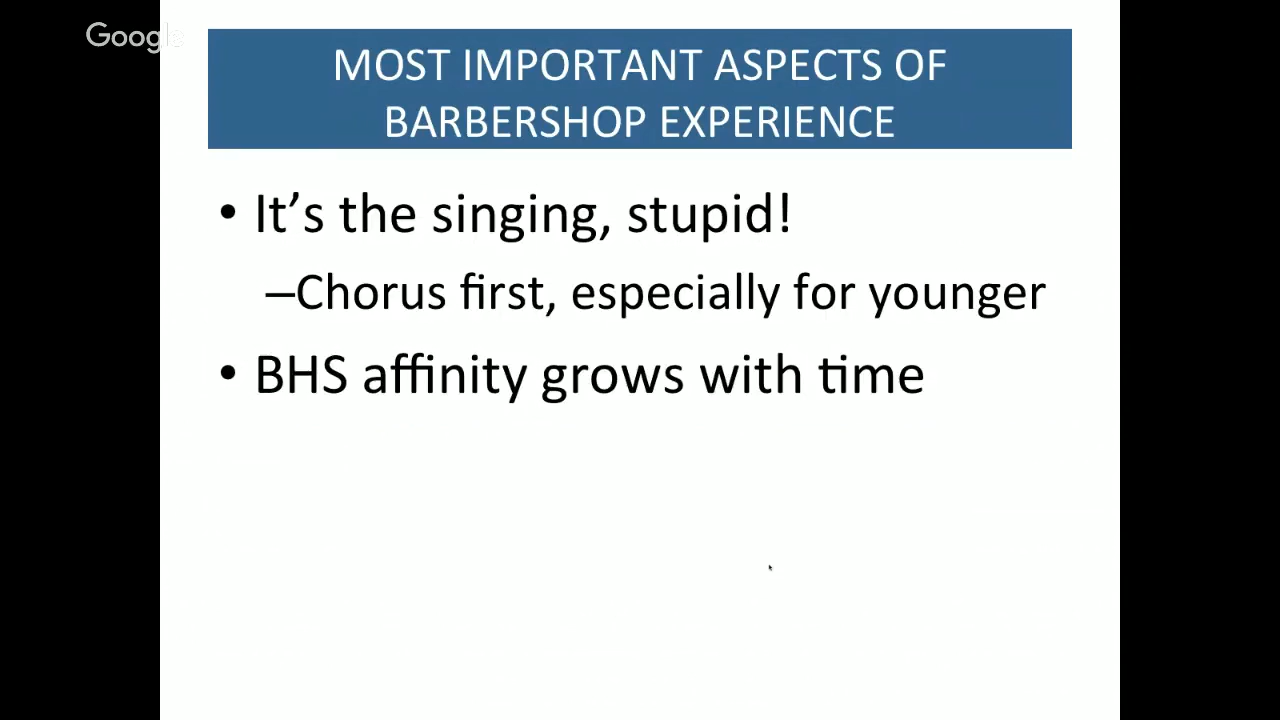 Google
MOST IMPORTANT ASPECTS OF
BARBERSHOP EXPERIENCE
• It’s the singing, stupid!
–Chorus first, especially for younger
• BHS affinity grows with time